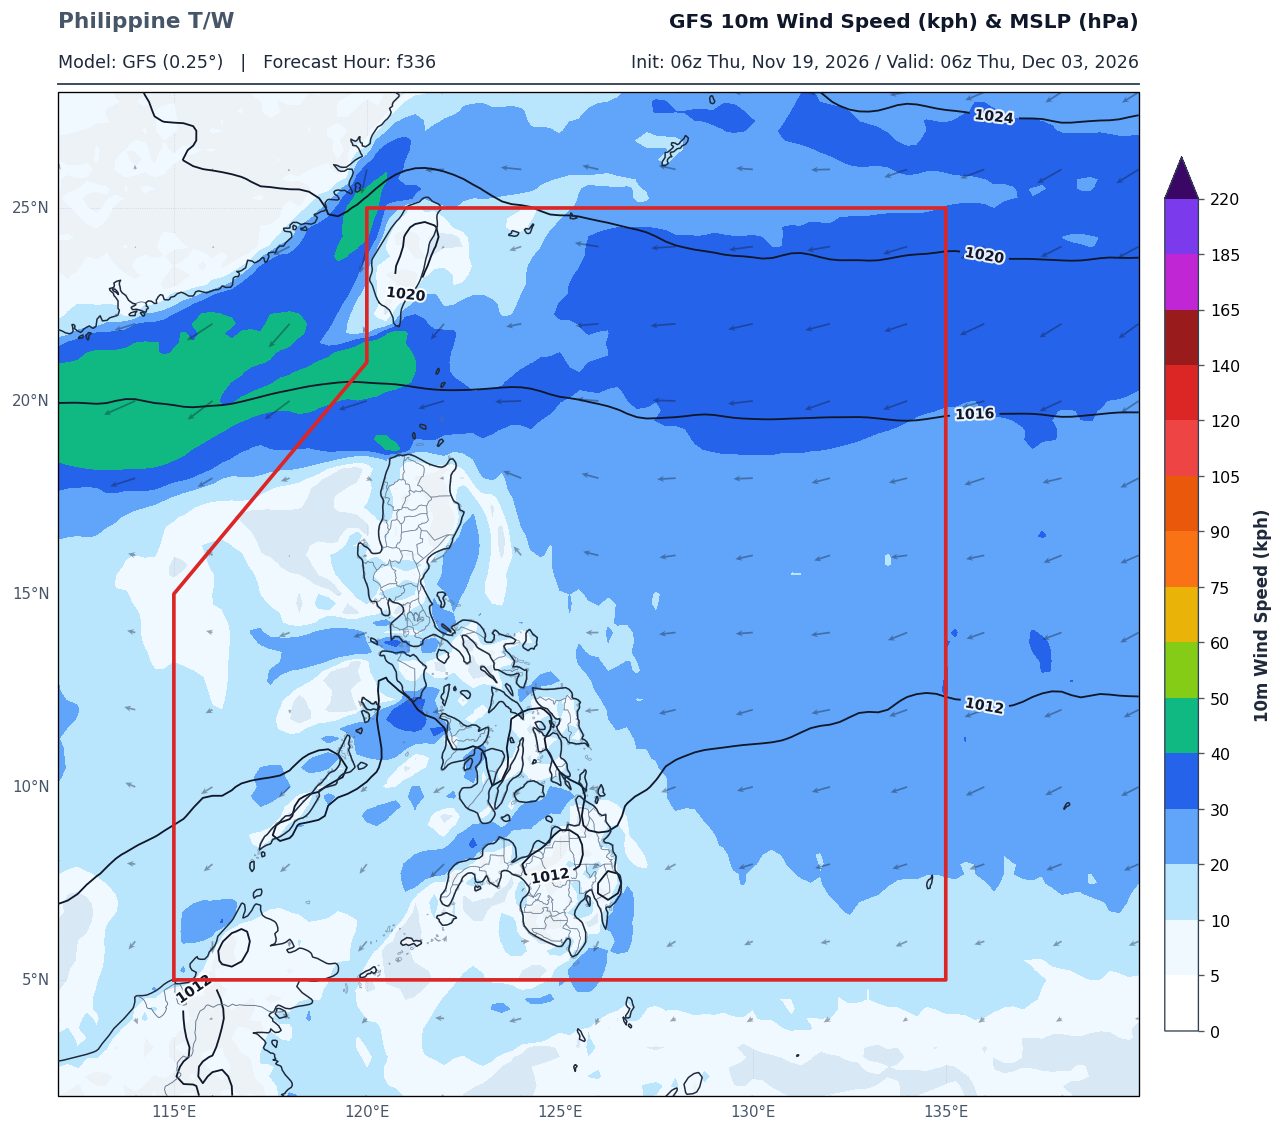 Philippine T/W
GFS 10m Wind Speed (kph) & MSLP (hPa)
Model: GFS (0.25°)   |   Forecast Hour: f336
Init: 06z Thu, Nov 19, 2026 / Valid: 06z Thu, Dec 03, 2026
1024
1020
1020
1016
1012
1012
1012
25°N
20°N
15°N
10°N
5°N
115°E
120°E
125°E
130°E
135°E
220
185
165
140
120
105
90
75
60
50
40
30
20
10
5
0
10m Wind Speed (kph)